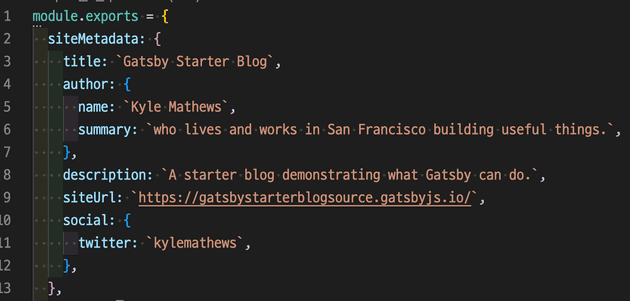 1 module.exports = {
2 siteMetadata: {
3 title: `Gatsby Starter Blog`,
4 author: {
5 name: `Kyle Mathews`,
6 summary: `who lives and works in San Francisco building useful things.`,
7 },
8 description: `A starter blog demonstrating what Gatsby can do.`,
9 siteUrl: `https://gatsbystarterblogsource.gatsbyjs.io/`,
10 social: {
11 twitter: `kylemathews`,
12 },
13 },